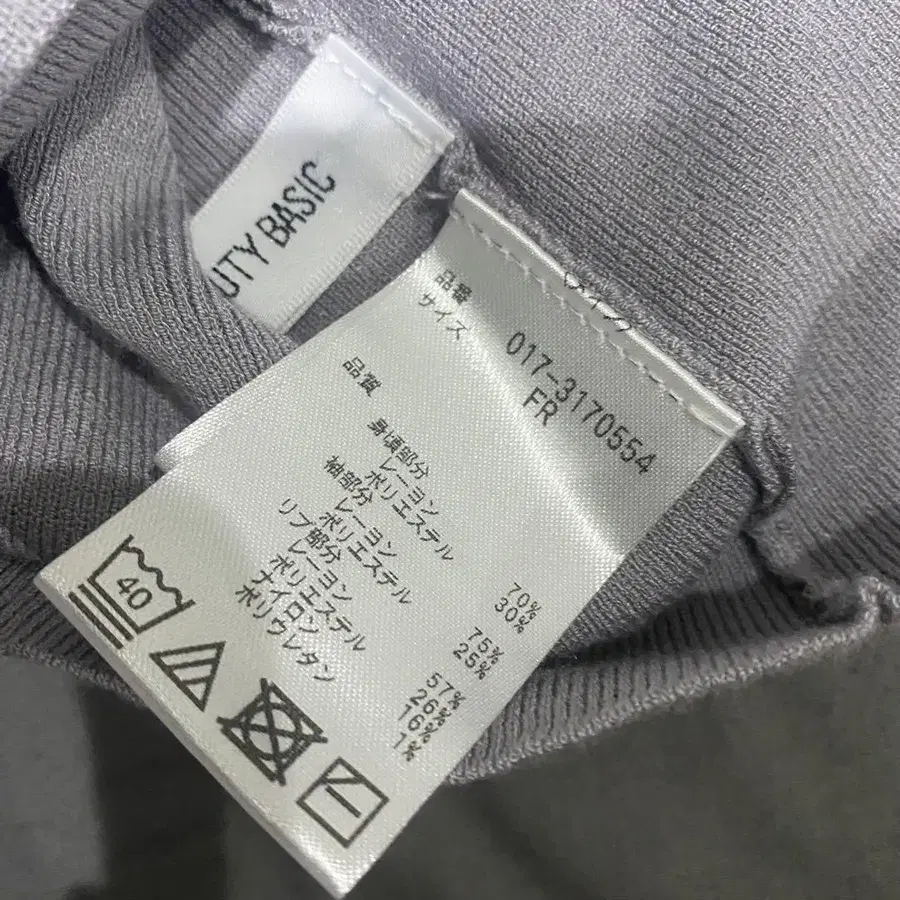 UTY BASIC
品番 017-3170554
サイズ FR
品質
身頃部分
レーヨン 70%
ポリエステル 30%
袖部分
レーヨン 75%
ポリエステル 25%
リブ部分
レーヨン 57%
ポリエステル 26%
ナイロン 16%
ポリウレタン 1%
40